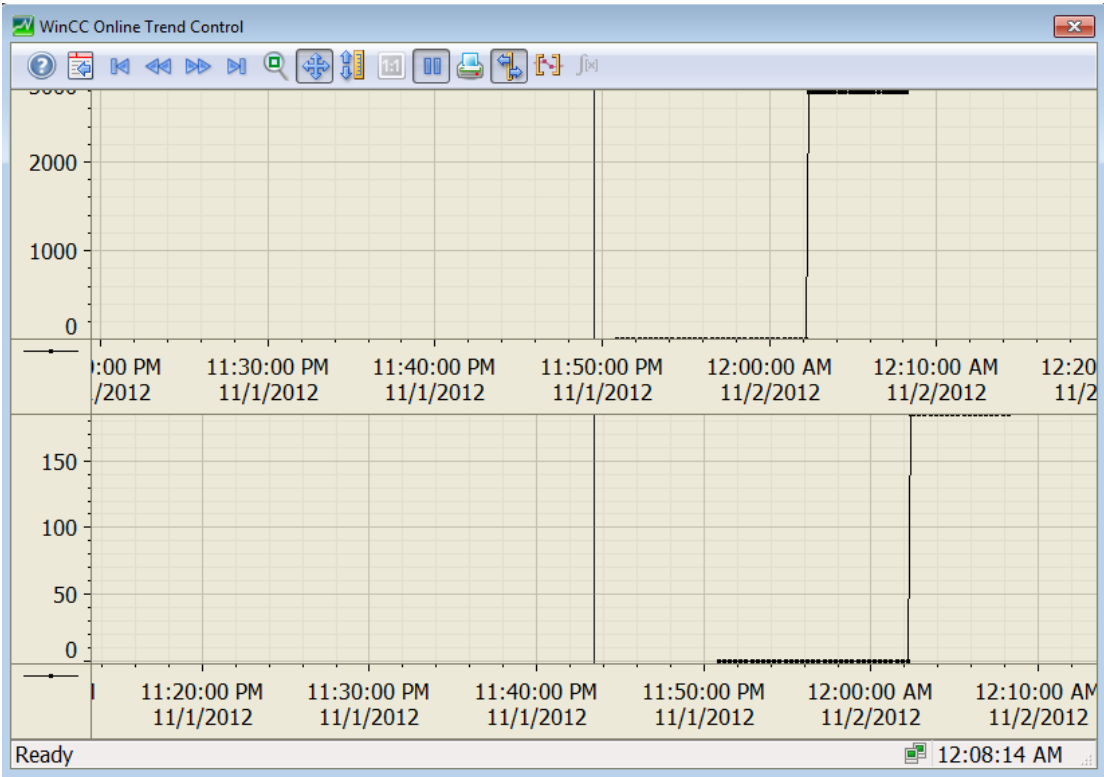 WinCC Online Trend Control
1:1
2000
1000
0
:00 PM 11:30:00 PM 11:40:00 PM 11:50:00 PM 12:00:00 AM 12:10:00 AM 12:20
/2012 11/1/2012 11/1/2012 11/1/2012 11/2/2012 11/2/2012 11/2
150
100
50
0
11:20:00 PM 11:30:00 PM 11:40:00 PM 11:50:00 PM 12:00:00 AM 12:10:00 AM
11/1/2012 11/1/2012 11/1/2012 11/1/2012 11/2/2012 11/2/2012
Ready 12:08:14 AM